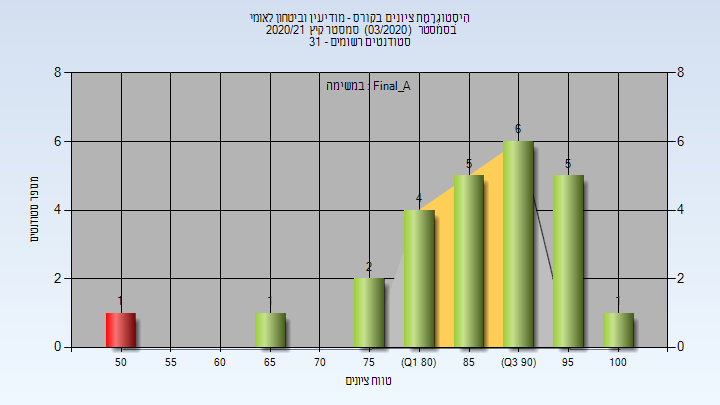 היסטוגרמת ציונים בקורס - מודיעין וביטחון לאומי
בסמסטר (03/2020) סמסטר קיץ 2020/21
סטודנטים רשומים - 31
במשימה : Final_A
8 8
6 6
4 4
2 2
0 0
מספר סטודנטים
1 1 2 4 5 6 5 1
50 55 60 65 70 75 (Q1 80) 85 (Q3 90) 95 100
טווח ציונים